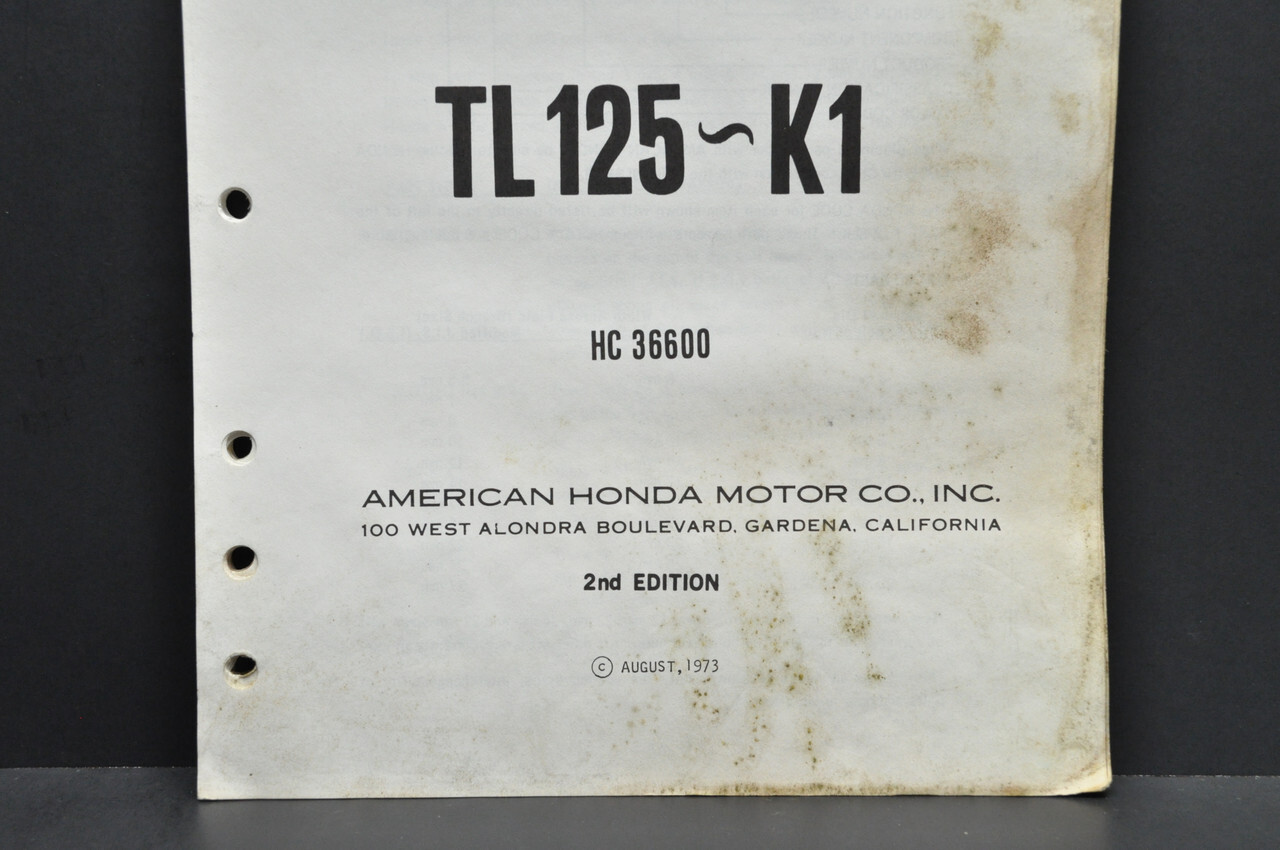 TL125~K1
HC 36600
AMERICAN HONDA MOTOR CO., INC.
100 WEST ALONDRA BOULEVARD, GARDENA, CALIFORNIA
2nd EDITION
© AUGUST, 1973